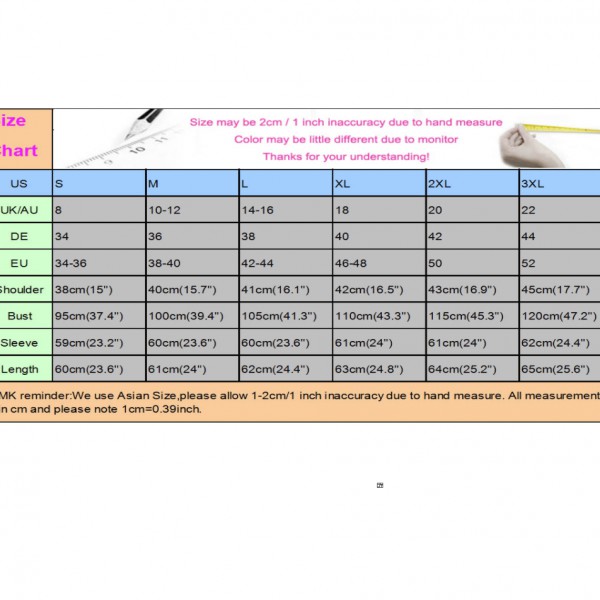 ize
Size may be 2cm / 1 inch inaccuracy due to hand measure
hart
Color may be little different due to monitor
Thanks for your understanding!
US S M L XL 2XL 3XL
UK/AU 8 10-12 14-16 18 20 22
DE 34 36 38 40 42 44
EU 34-36 38-40 42-44 46-48 50 52
Shoulder 38cm(15") 40cm(15.7") 41cm(16.1") 42cm(16.5") 43cm(16.9") 45cm(17.7")
Bust 95cm(37.4") 100cm(39.4") 105cm(41.3") 110cm(43.3") 115cm(45.3") 120cm(47.2")
Sleeve 59cm(23.2") 60cm(23.6") 60cm(23.6") 61cm(24") 61cm(24") 62cm(24.4")
Length 60cm(23.6") 61cm(24") 62cm(24.4") 63cm(24.8") 64cm(25.2") 65cm(25.6")
MK reminder:We use Asian Size,please allow 1-2cm/1 inch inaccuracy due to hand measure. All measurement
in cm and please note 1cm=0.39inch.